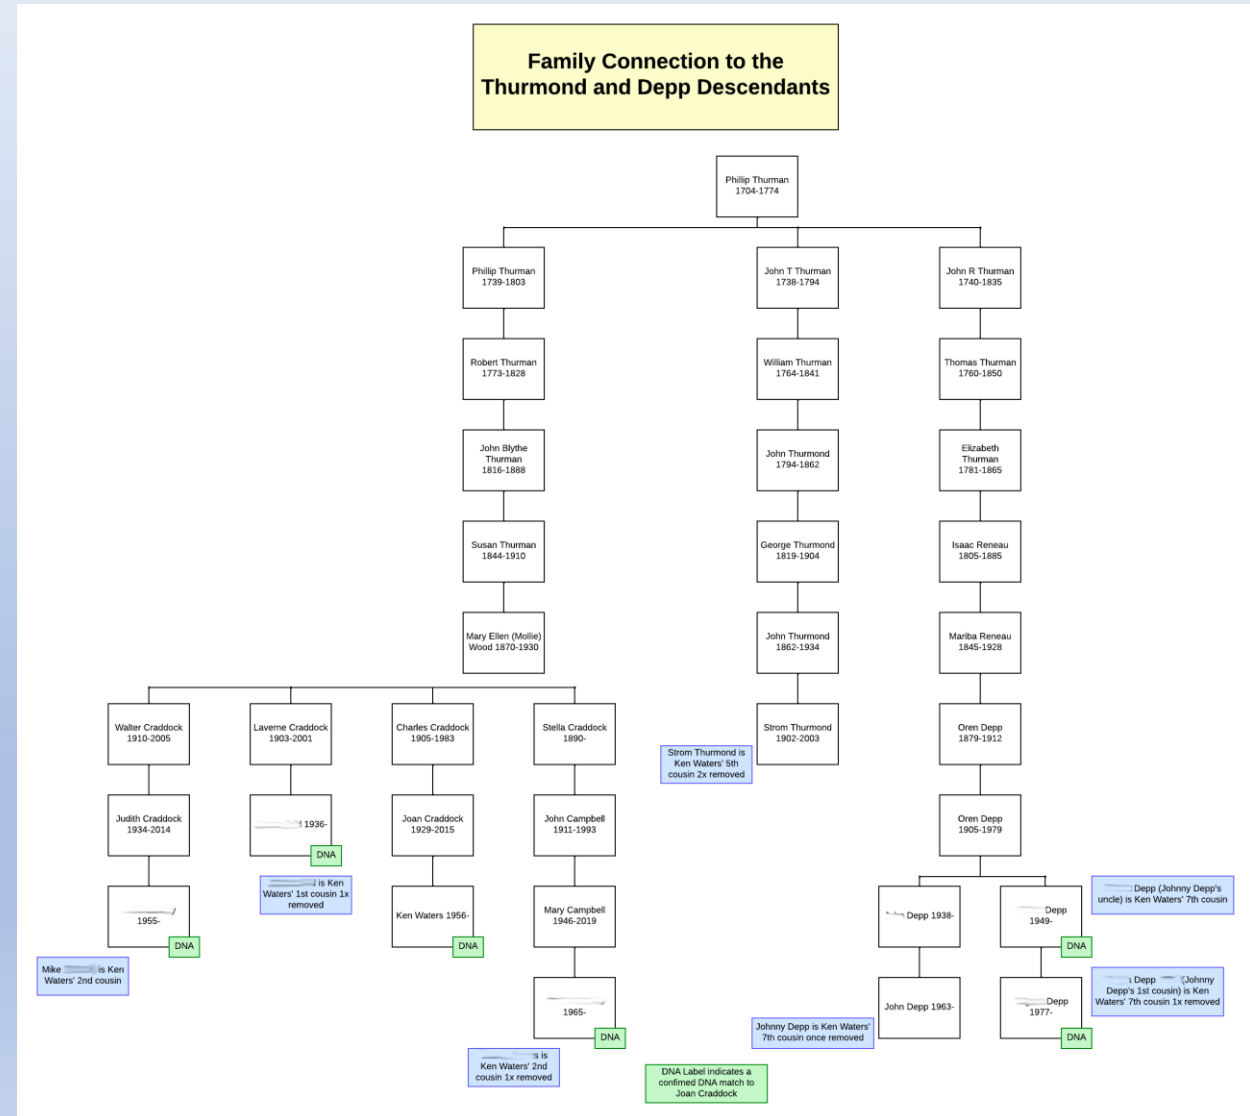 Family Connection to the
Thurmond and Depp Descendants
Phillip Thurman
1704-1774
Phillip Thurman
1739-1803
John T Thurman
1738-1794
John R Thurman
1740-1835
Robert Thurman
1773-1828
William Thurman
1764-1841
Thomas Thurman
1760-1850
John Blythe
Thurman
1816-1888
John Thurmond
1794-1862
Elizabeth
Thurman
1781-1865
Susan Thurman
1844-1910
George Thurmond
1819-1904
Isaac Reneau
1805-1885
Mary Ellen (Mollie)
Wood 1870-1930
John Thurmond
1862-1934
Mariba Reneau
1845-1928
Walter Craddock
1910-2005
Laverne Craddock
1903-2001
Charles Craddock
1905-1983
Stella Craddock
1890-
Strom Thurmond
1902-2003
Strom Thurmond is
Ken Waters' 5th
cousin 2x removed
Oren Depp
1879-1912
Judith Craddock
1934-2014
1936-
DNA
is Ken
Waters' 1st cousin 1x
removed
Joan Craddock
1929-2015
John Campbell
1911-1993
Oren Depp
1905-1979
1955-
DNA
Mike
is Ken
Waters' 2nd cousin
Ken Waters 1956-
DNA
Mary Campbell
1946-2019
Depp 1938-
Depp
1949-
DNA
Depp (Johnny Depp's
uncle) is Ken Waters' 7th cousin
1965-
DNA
is
Ken Waters' 2nd
cousin 1x removed
John Depp 1963-
Johnny Depp is Ken Waters'
7th cousin once removed
Depp
1977-
DNA
Depp (Johnny
Depp's 1st cousin) is Ken
Waters' 7th cousin 1x removed
DNA Label indicates a
confimed DNA match to
Joan Craddock